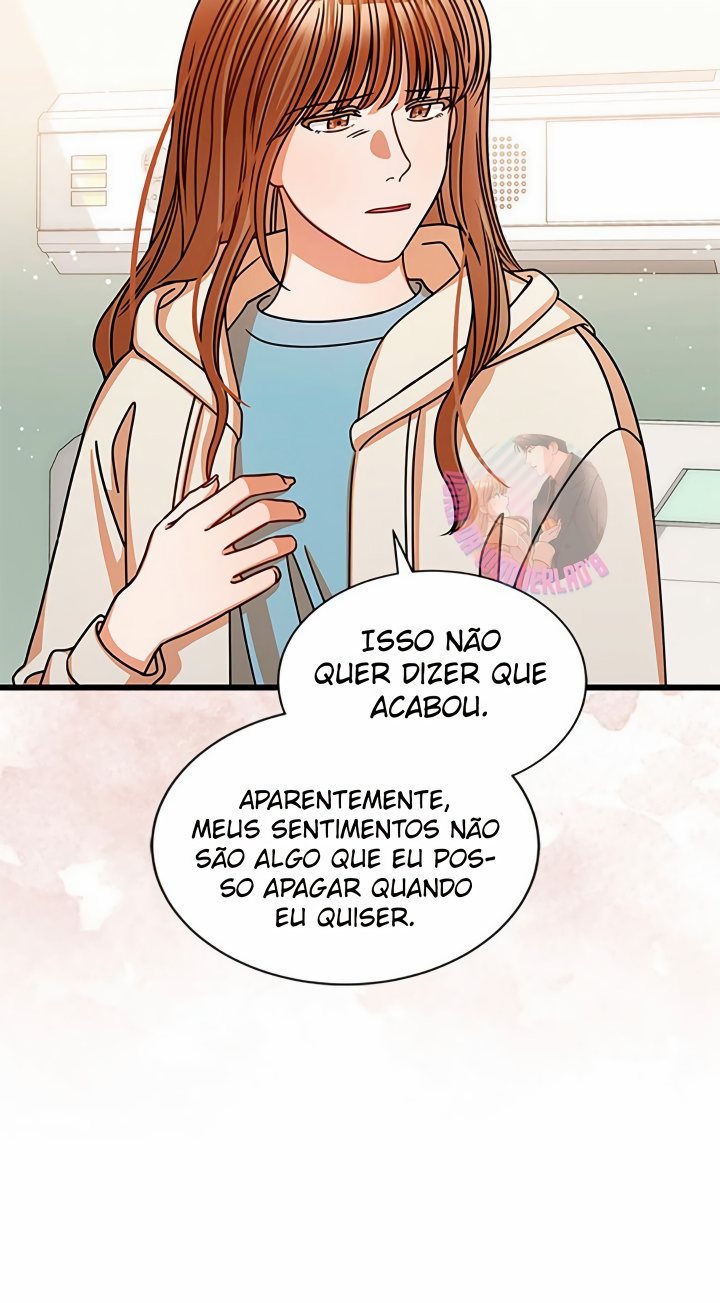 ISSO NÃO
QUER DIZER QUE
ACABOU.
APARENTEMENTE,
MEUS SENTIMENTOS NÃO
SÃO ALGO QUE EU POS-
SO APAGAR QUANDO
EU QUISER.